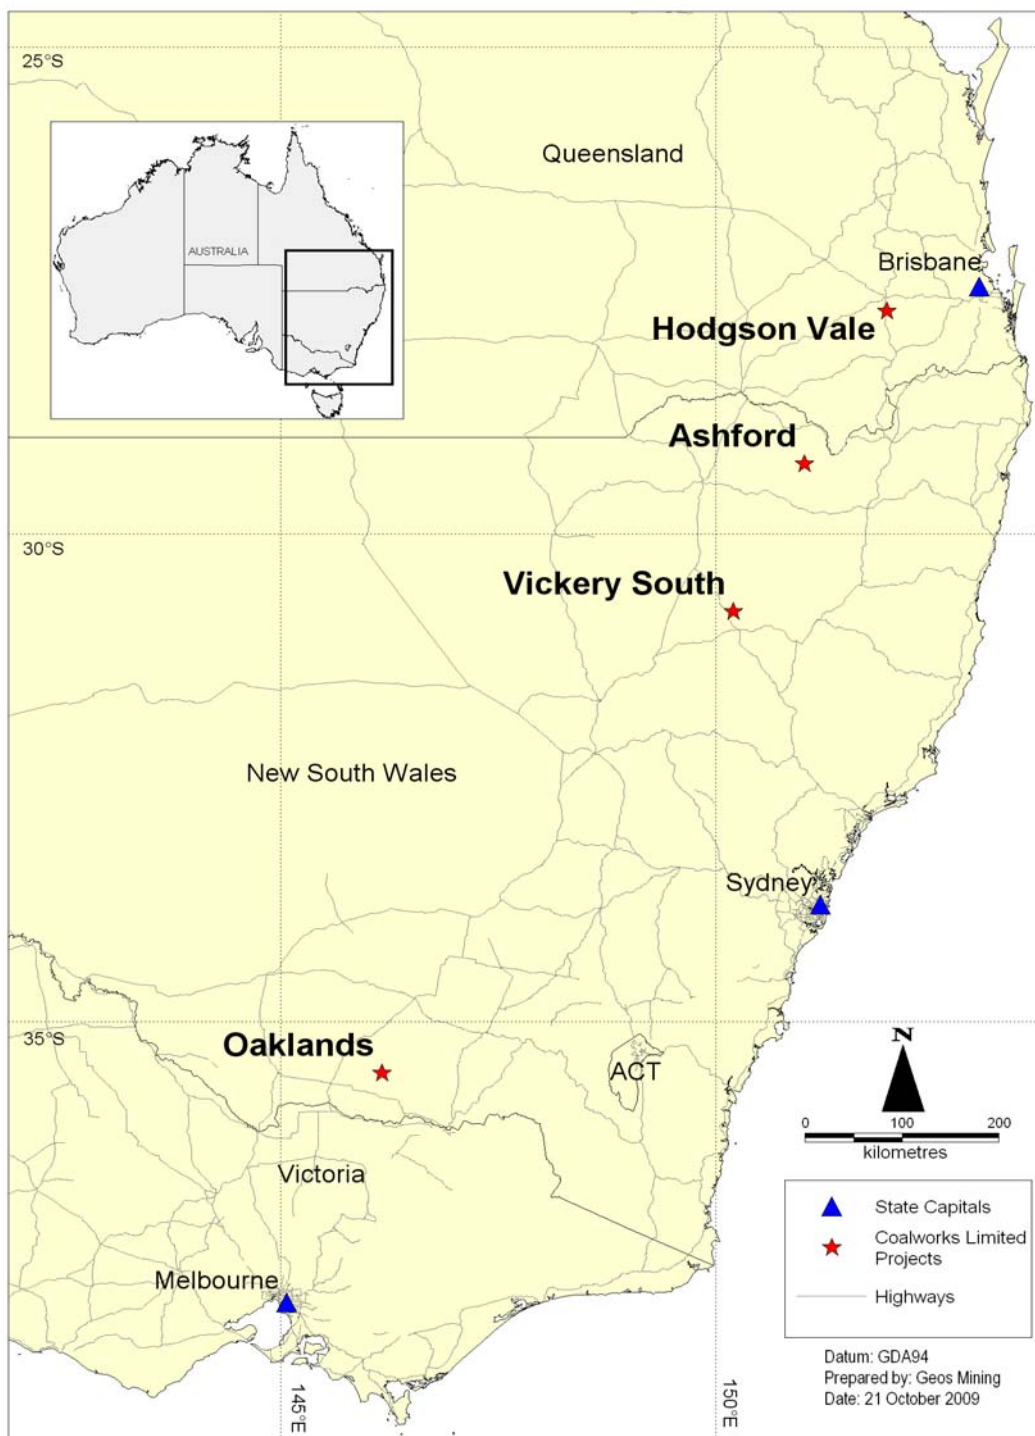 25°S
Queensland
AUSTRALIA
Brisbane
Hodgson Vale
Ashford
30°S
Vickery South
New South Wales
Sydney
35°S
Oaklands
ACT
N
0 100 200
kilometres
Victoria
State Capitals
Coalworks Limited
Projects
Melbourne
Highways
Datum: GDA94
Prepared by: Geos Mining
Date: 21 October 2009
145°E
150°E